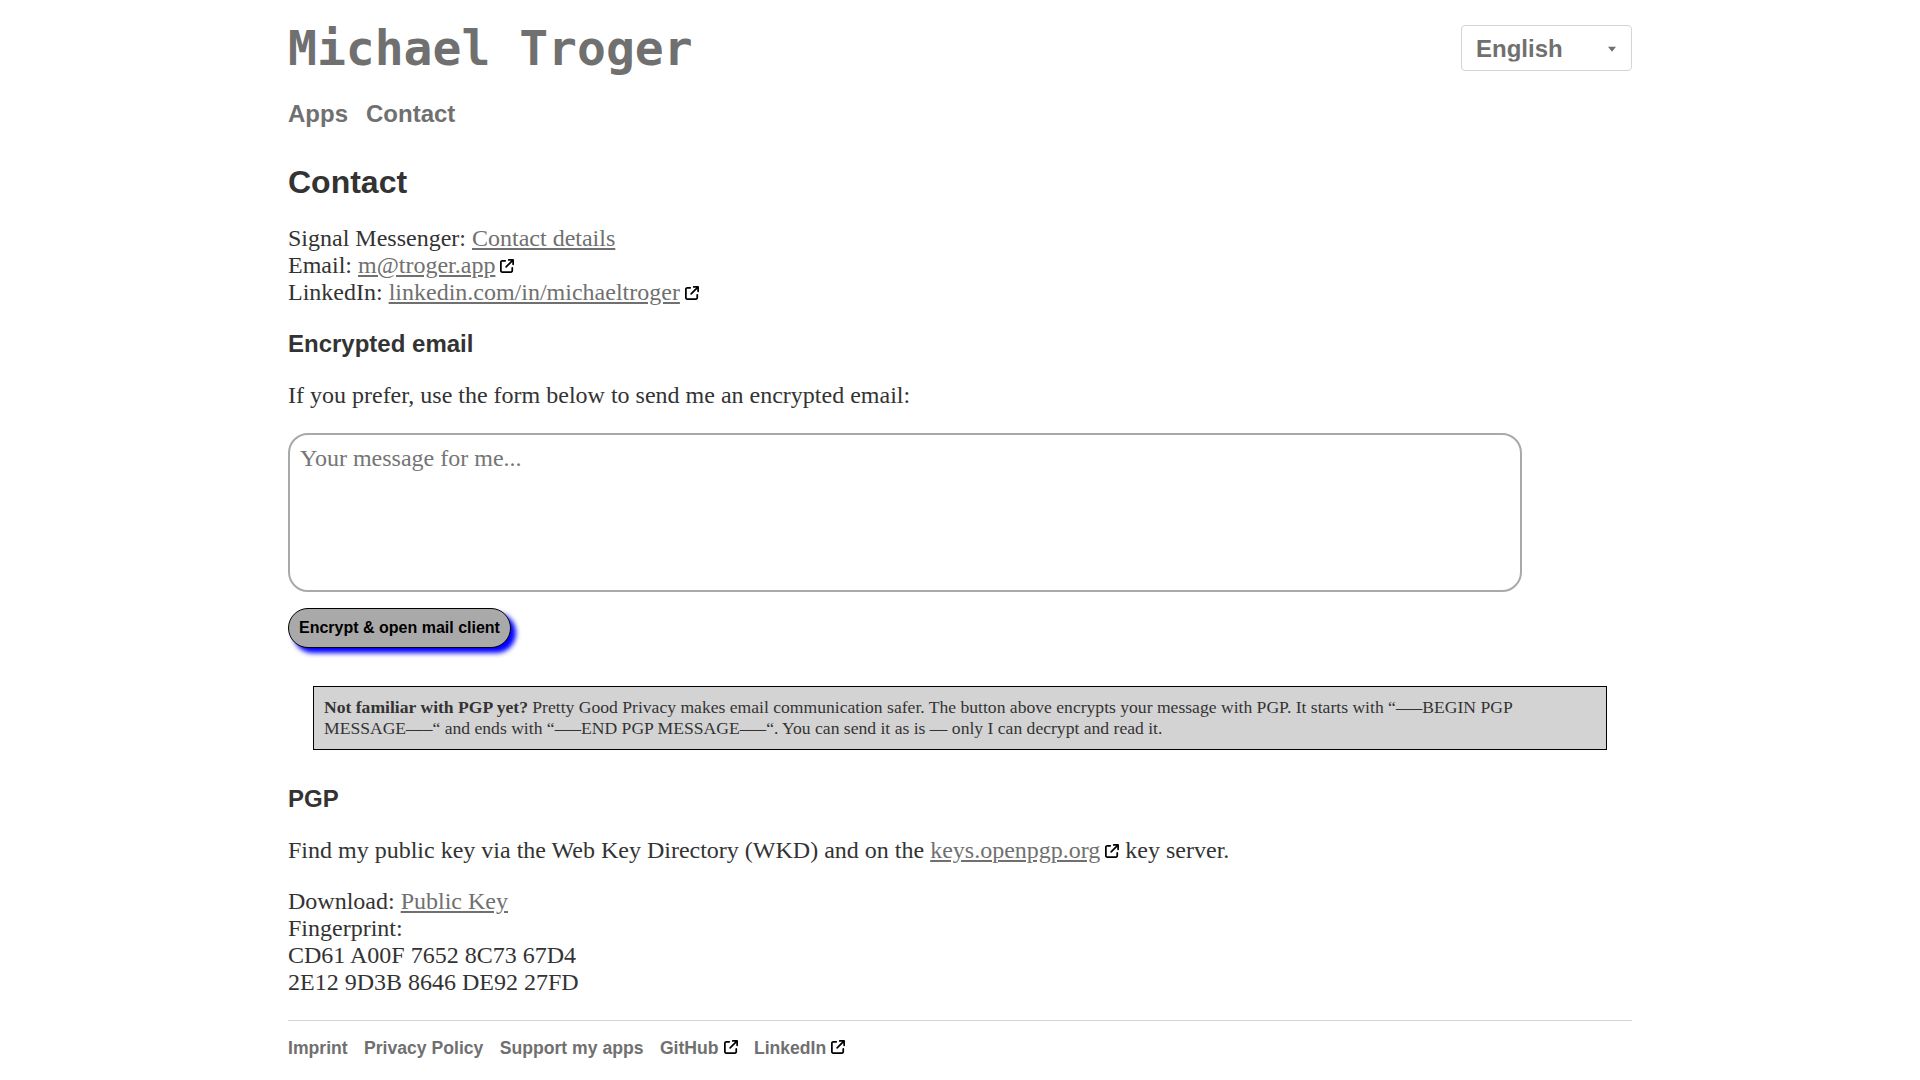 Michael Troger
English
Apps Contact
Contact
Signal Messenger: Contact details
Email: m@troger.app
LinkedIn: linkedin.com/in/michaeltroger
Encrypted email
If you prefer, use the form below to send me an encrypted email:
Your message for me...
Encrypt & open mail client
Not familiar with PGP yet? Pretty Good Privacy makes email communication safer. The button above encrypts your message with PGP. It starts with “—–BEGIN PGP
MESSAGE—–“ and ends with “—–END PGP MESSAGE—–“. You can send it as is — only I can decrypt and read it.
PGP
Find my public key via the Web Key Directory (WKD) and on the keys.openpgp.org key server.
Download: Public Key
Fingerprint:
CD61 A00F 7652 8C73 67D4
2E12 9D3B 8646 DE92 27FD
Imprint Privacy Policy Support my apps GitHub LinkedIn